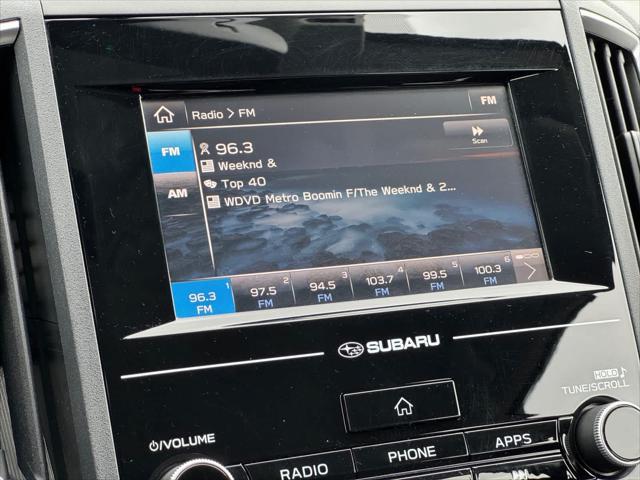 Radio > FM
FM
FM
96.3
Scan
Weeknd &
AM
Top 40
WDVD Metro Boomin F/The Weeknd & 2...
96.3 1
FM
97.5 2
FM
94.5 3
FM
103.7 4
FM
99.5 5
FM
100.3 6
FM
SUBARU
HOLD ♪
TUNE/SCROLL
/VOLUME
RADIO
PHONE
APPS